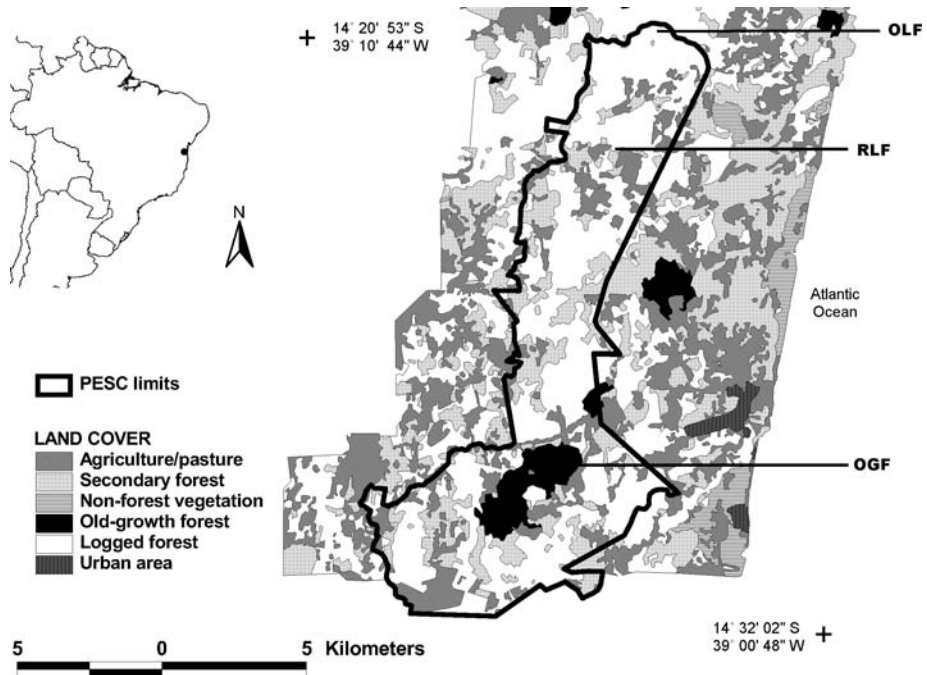 14° 20' 53" S
39° 10' 44" W
OLF
RLF
N
Atlantic
Ocean
PESC limits
LAND COVER
Agriculture/pasture
Secondary forest
Non-forest vegetation
Old-growth forest
Logged forest
Urban area
OGF
14° 32' 02" S
39° 00' 48" W
5 0 5 Kilometers